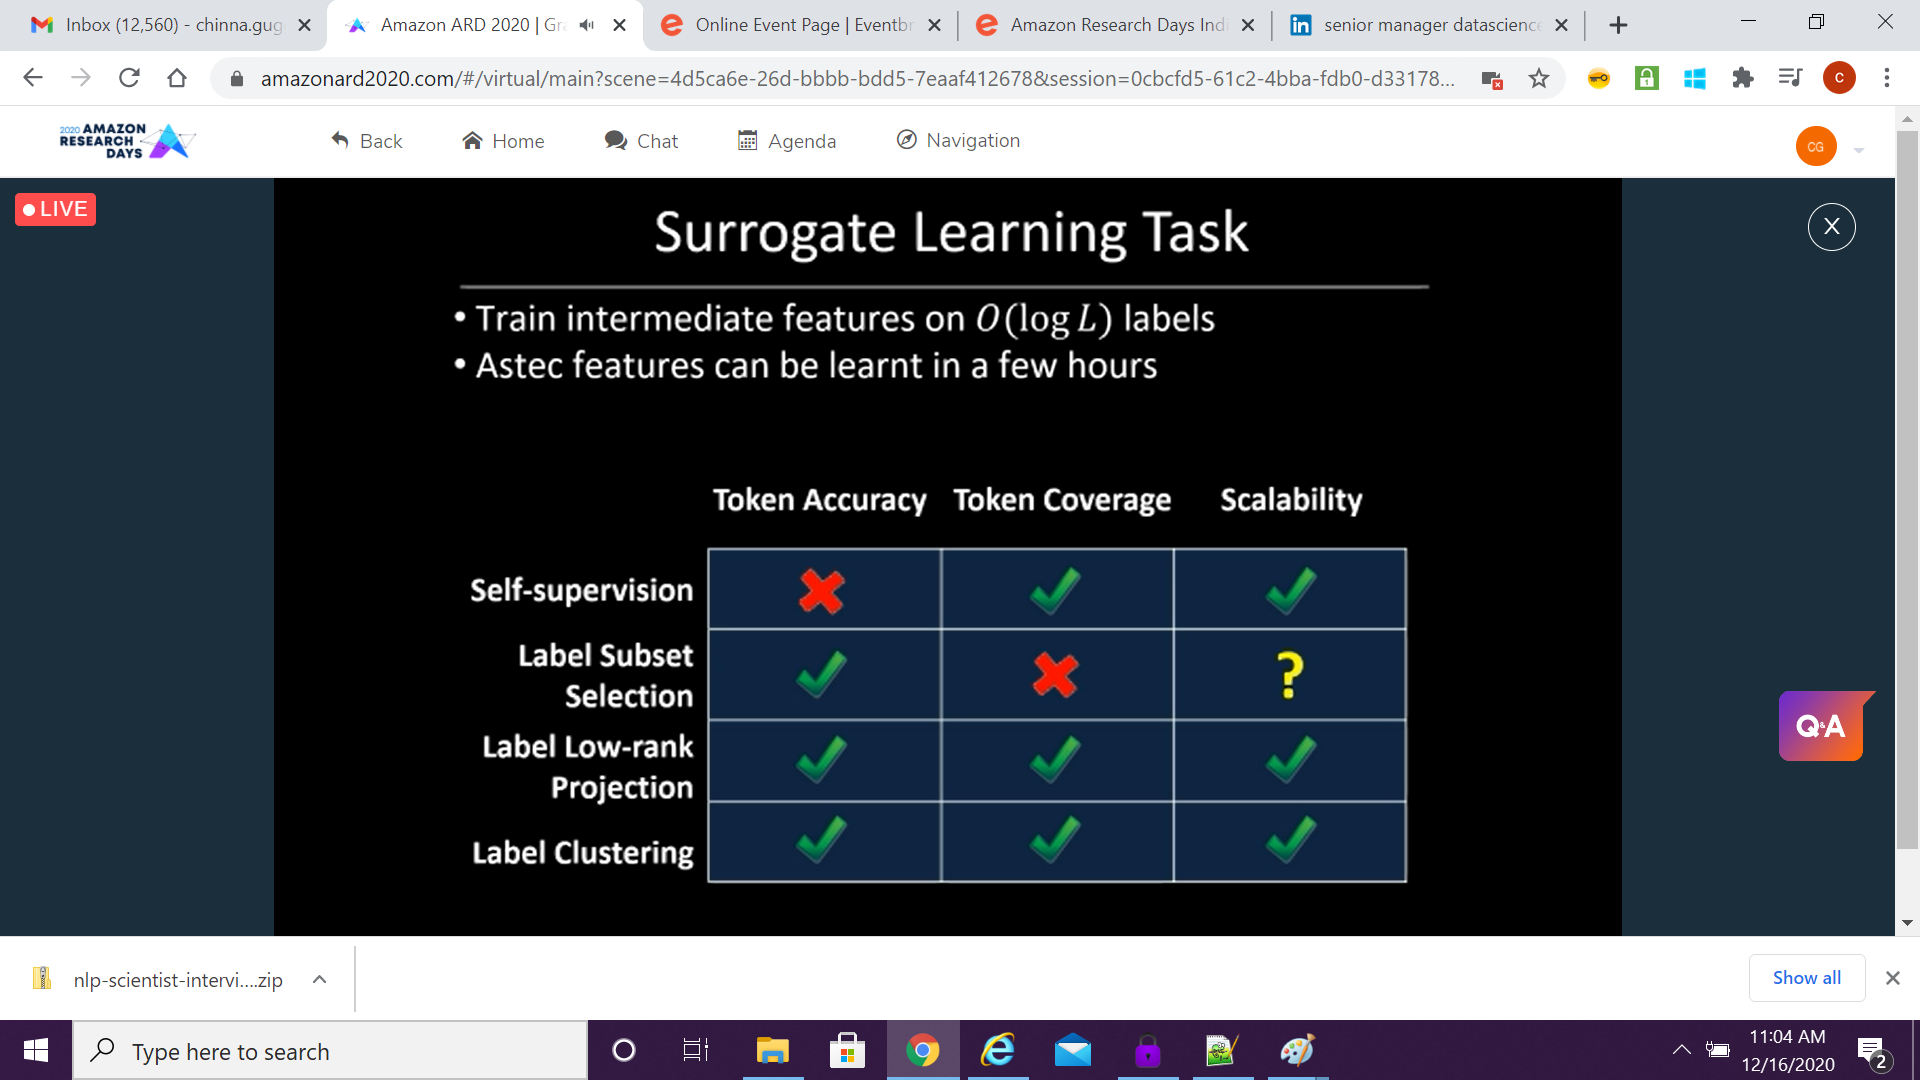 Inbox (12,560) - chinna.gug
Amazon ARD 2020 | Gr
Online Event Page | Eventbr
Amazon Research Days Indi
senior manager datascience
amazonard2020.com/#/virtual/main?scene=4d5ca6e-26d-bbbb-bdd5-7eaaf412678&session=0cbcfd5-61c2-4bba-fdb0-d33178...
C
2020 AMAZON
RESEARCH
DAYS
Back
Home
Chat
Agenda
Navigation
CG
LIVE
X
Surrogate Learning Task
• Train intermediate features on O(log L) labels
• Astec features can be learnt in a few hours
Token Accuracy Token Coverage Scalability
Self-supervision
Label Subset
Selection
?
Label Low-rank
Projection
Label Clustering
Q&A
nlp-scientist-intervi....zip
Show all
Type here to search
11:04 AM
12/16/2020
2